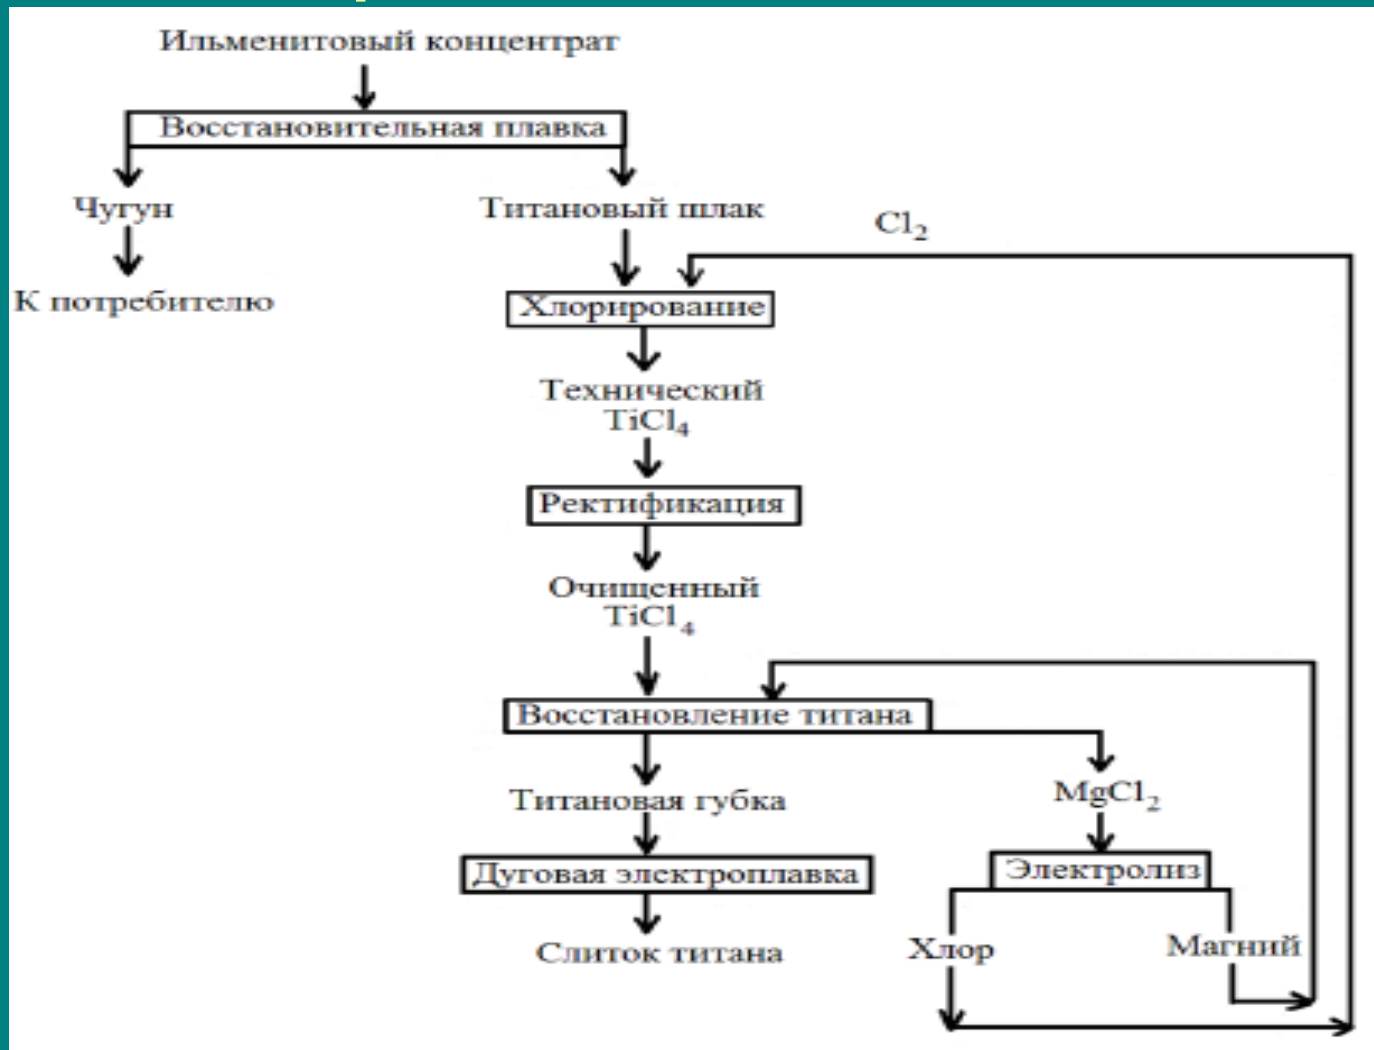 Ильменитовый концентрат
Восстановительная плавка
Чугун
Титановый шлак
Cl2
К потребителю
Хлорирование
Технический
TiCl4
Ректификация
Очищенный
TiCl4
Восстановление титана
Титановая губка
MgCl2
Дуговая электроплавка
Электролиз
Слиток титана
Хлор
Магний